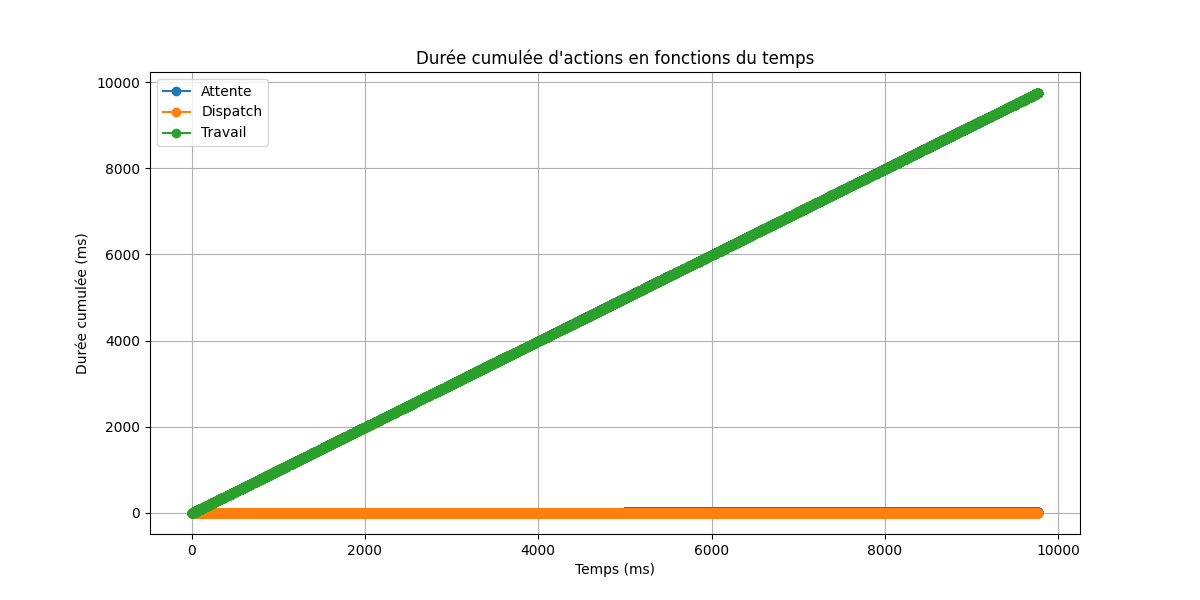 Durée cumulée d'actions en fonctions du temps
Attente
Dispatch
Travail
Durée cumulée (ms)
10000
8000
6000
4000
2000
0
0 2000 4000 6000 8000 10000
Temps (ms)